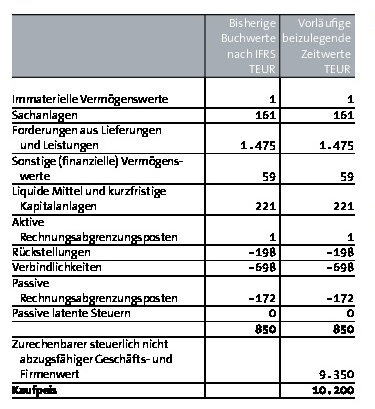 Bisherige Vorläufige
Buchwerte beizulegende
nach IFRS Zeitwerte
TEUR TEUR
Immaterielle Vermögenswerte 1 1
Sachanlagen 161 161
Forderungen aus Lieferungen
und Leistungen 1.475 1.475
Sonstige (finanzielle) Vermögens-
werte 59 59
Liquide Mittel und kurzfristige
Kapitalanlagen 221 221
Aktive
Rechnungsabgrenzungsposten 1 1
Rückstellungen -198 -198
Verbindlichkeiten -698 -698
Passive
Rechnungsabgrenzungsposten -172 -172
Passive latente Steuern 0 0
850 850
Zurechenbarer steuerlich nicht
abzugsfähiger Geschäfts- und
Firmenwert 9.350
Kaufpreis 10.200